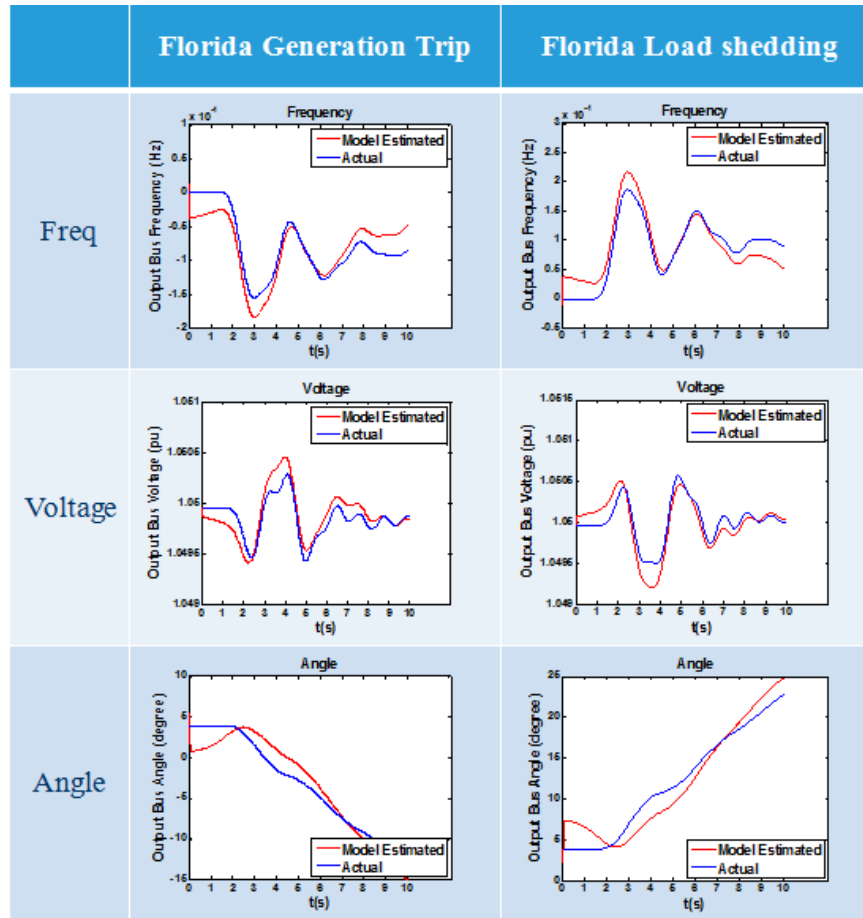 Florida Generation Trip
Florida Load shedding
Freq
Frequency
1 x 10
0.5
0
-0.5
-1
-1.5
-2
Output Bus Frequency (Hz)
Model Estimated
Actual
0 1 2 3 4 5 6 7 8 9 10
t(s)
Frequency
3 x 10
2.5
2
1.5
1
0.5
0
-0.5
Output Bus Frequency (Hz)
Model Estimated
Actual
0 1 2 3 4 5 6 7 8 9 10
t(s)
Voltage
Voltage
1.051
1.0505
1.05
1.0495
1.049
Output Bus Voltage (pu)
Model Estimated
Actual
0 1 2 3 4 5 6 7 8 9 10
t(s)
Voltage
1.0515
1.051
1.0505
1.05
1.0495
1.049
Output Bus Voltage (pu)
Model Estimated
Actual
0 1 2 3 4 5 6 7 8 9 10
t(s)
Angle
Angle
10
5
0
-5
-10
-15
Output Bus Angle (degree)
Model Estimated
Actual
0 1 2 3 4 5 6 7 8 9 10
t(s)
Angle
25
20
15
10
5
0
Output Bus Angle (degree)
Model Estimated
Actual
0 1 2 3 4 5 6 7 8 9 10
t(s)